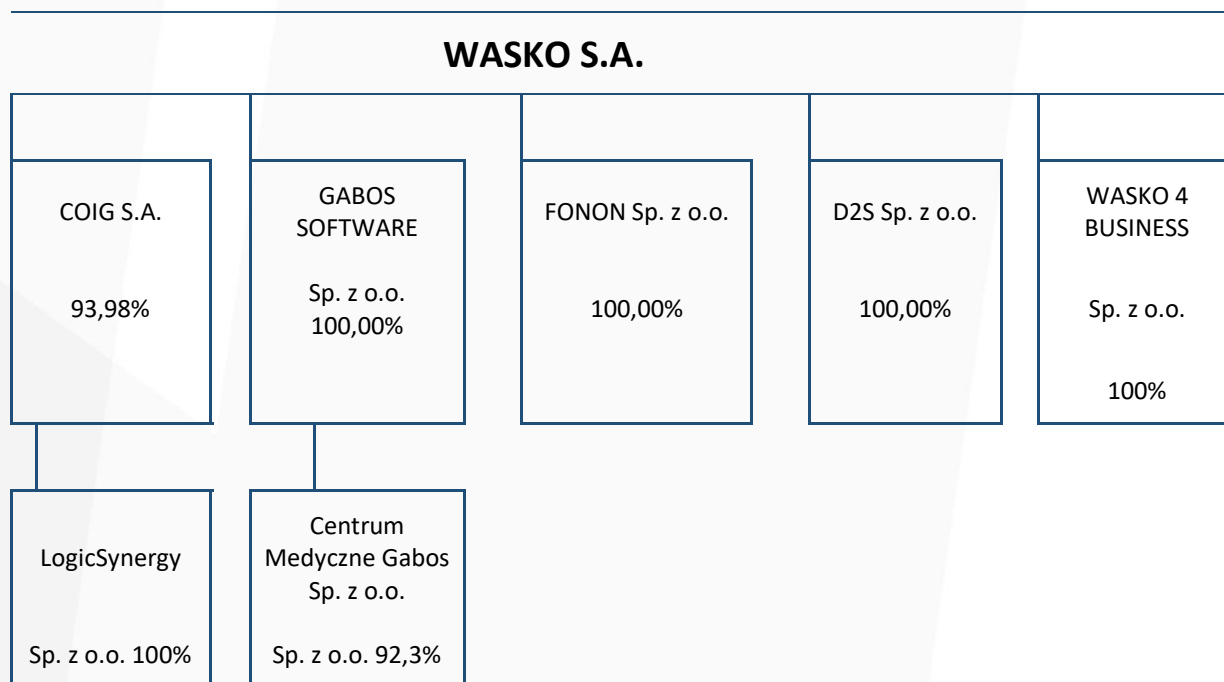 WASKO S.A.
COIG S.A.
93,98%
GABOS
SOFTWARE
Sp. z o.o.
100,00%
FONON Sp. z o.o.
100,00%
D2S Sp. z o.o.
100,00%
WASKO 4
BUSINESS
Sp. z o.o.
100%
LogicSynergy
Sp. z o.o. 100%
Centrum
Medyczne Gabos
Sp. z o.o.
Sp. z o.o. 92,3%